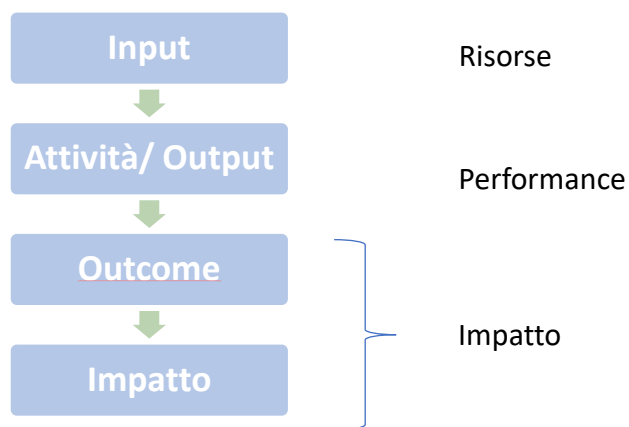 Input
Risorse
Attività/ Output
Performance
Outcome
Impatto
Impatto